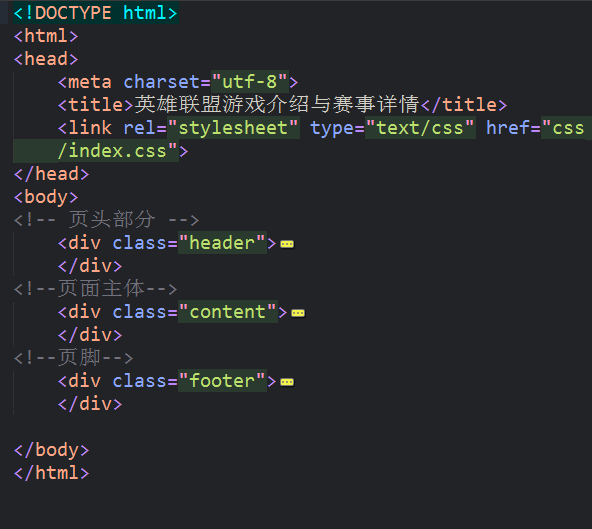 <!DOCTYPE html>
<html>
<head>
<meta charset="utf-8">
<title>英雄联盟游戏介绍与赛事详情</title>
<link rel="stylesheet" type="text/css" href="css
/index.css">
</head>
<body>
<!-- 页头部分 -->
<div class="header">
</div>
<!--页面主体-->
<div class="content">
</div>
<!--页脚-->
<div class="footer">
</div>
</body>
</html>